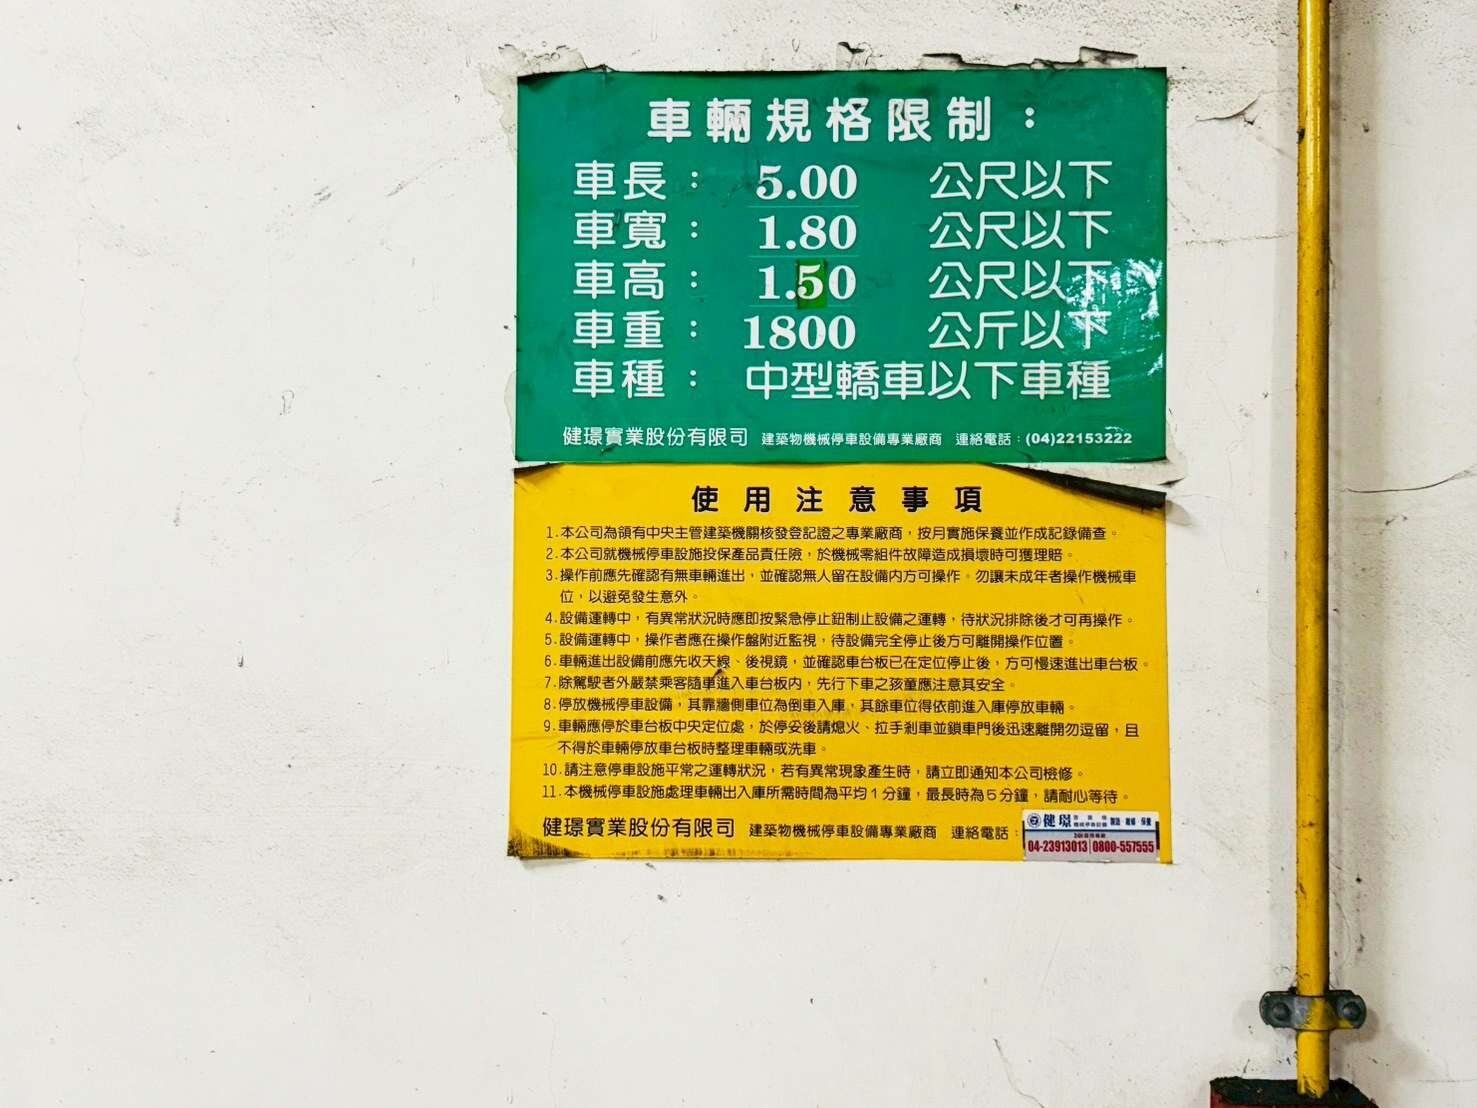 車輛規格限制：
車長： 5.00 公尺以下
車寬： 1.80 公尺以下
車高： 1.50 公尺以下
車重： 1800 公斤以下
車種： 中型轎車以下車種
健璟實業股份有限司 建築物機械停車設備專業廠商 連絡電話：(04)22153222
使用注意事項
1.本公司為領有中央主管建築機關核發登記證之專業廠商，按月實施保養並作成記錄備查。
2.本公司就機械停車設施投保產品責任險，於機械零組件故障造成損壞時可獲理賠。
3.操作前應先確認有無車輛進出，並確認無人留在設備內方可操作。勿讓未成年者操作機械車
位，以避免發生意外。
4.設備運轉中，有異常狀況時應即按緊急停止鈕制止設備之運轉，待狀況排除後才可再操作。
5.設備運轉中，操作者應在操作盤附近監視，待設備完全停止後方可離開操作位置。
6.車輛進出設備前應先收天線、後視鏡，並確認車台板已在定位停止後，方可慢速進出車台板。
7.除駕駛者外嚴禁乘客隨車進入車台板內，先行下車之孩童應注意其安全。
8.停放機械停車設備，其靠牆側車位為倒車入庫，其餘車位得依前進入庫停放車輛。
9.車輛應停於車台板中央定位處，於停妥後請熄火、拉手剎車並鎖車門後迅速離開勿逗留，且
不得於車輛停放車台板時整理車輛或洗車。
10.請注意停車設施平常之運轉狀況，若有異常現象產生時，請立即通知本公司檢修。
11.本機械停車設施處理車輛出入庫所需時間為平均1分鐘，最長時為5分鐘，請耐心等待。
健璟實業股份有限司 建築物機械停車設備專業廠商 連絡電話：
健璟
04-23913013 0800-557555